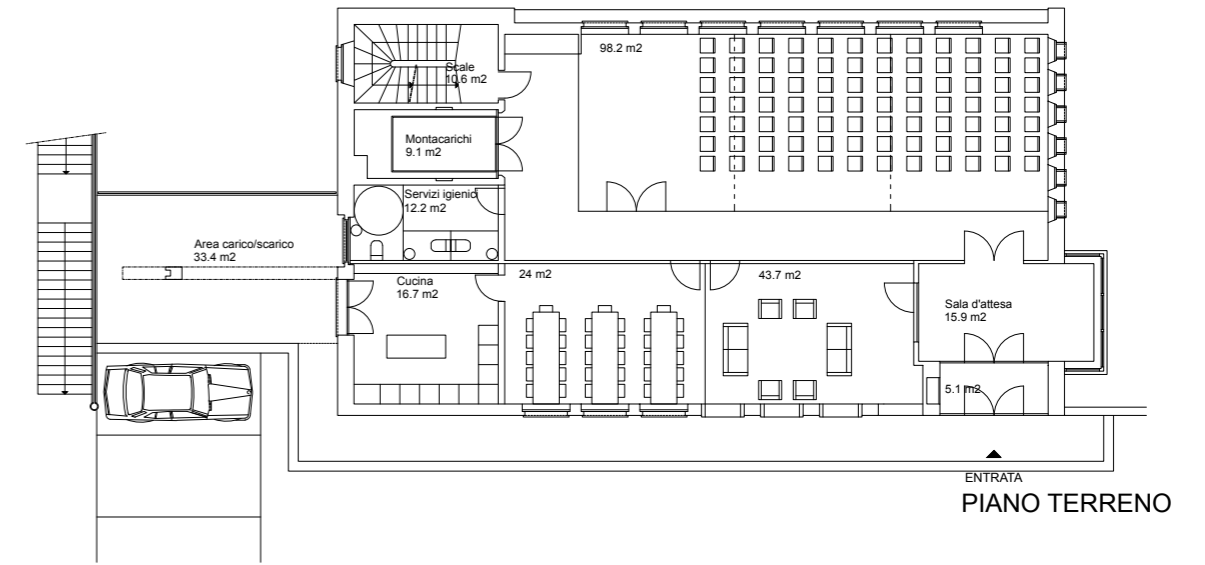 98.2 m2
Scale
10.6 m2
Montacarichi
9.1 m2
Servizi igienici
12.2 m2
Area carico/scarico
33.4 m2
Cucina
16.7 m2
24 m2
43.7 m2
Sala d'attesa
15.9 m2
5.1 m2
ENTRATA
PIANO TERRENO